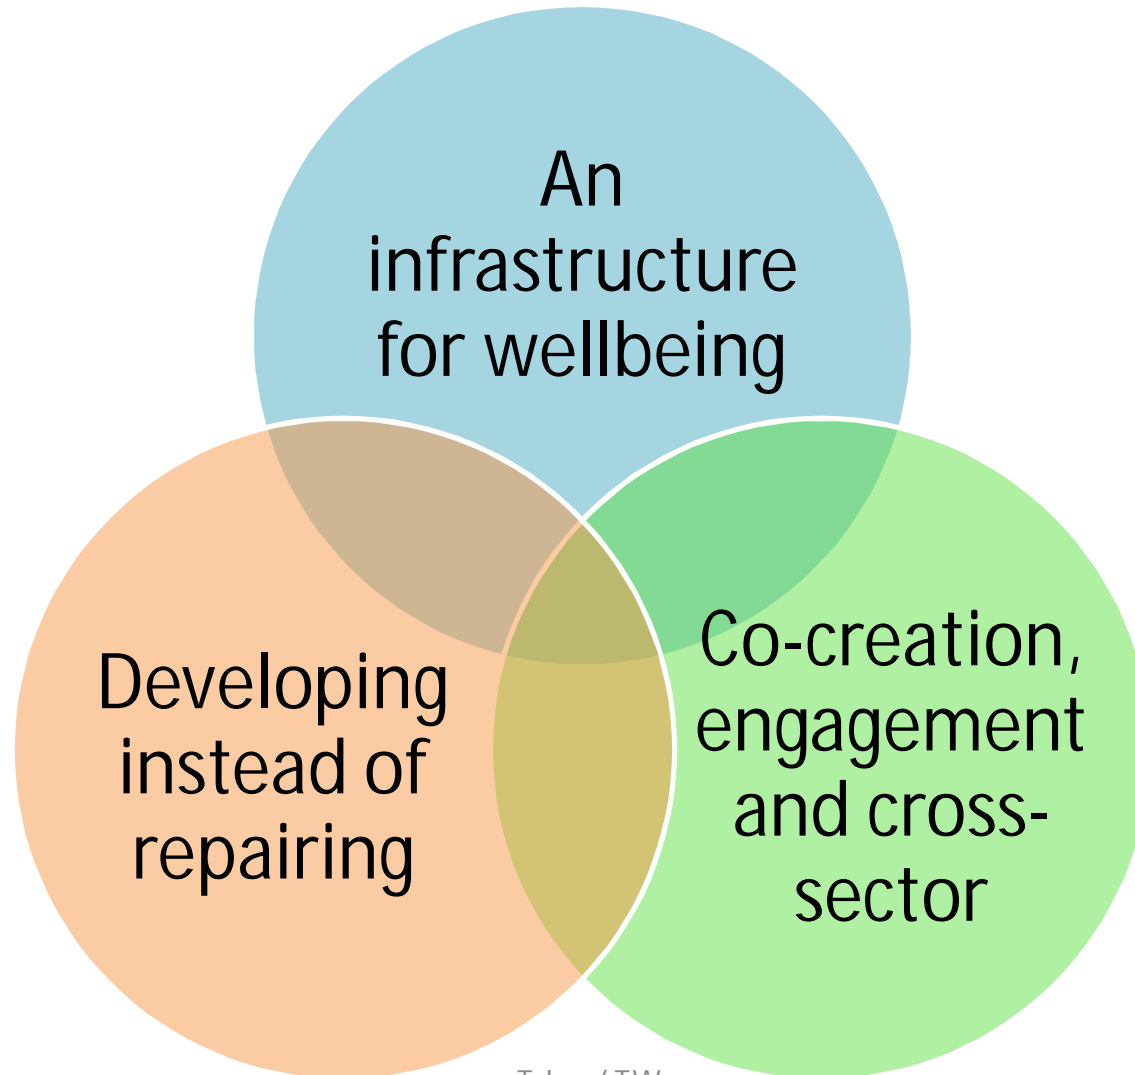 An
infrastructure
for wellbeing
Developing
instead of
repairing
Co-creation,
engagement
and cross-
sector